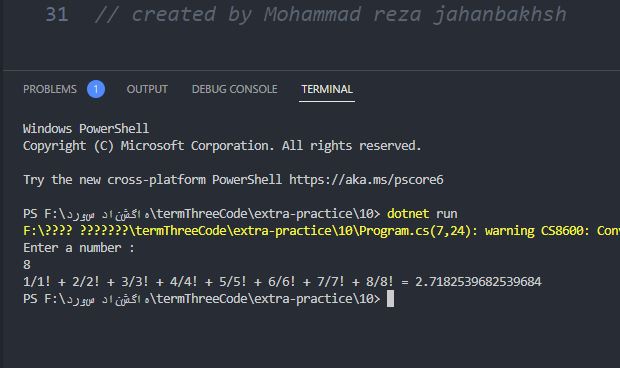 31 // created by Mohammad reza jahanbakhsh
PROBLEMS 1 OUTPUT DEBUG CONSOLE TERMINAL
Windows PowerShell
Copyright (C) Microsoft Corporation. All rights reserved.
Try the new cross-platform PowerShell https://aka.ms/pscore6
PS F:\دروس دانشگاه\termThreeCode\extra-practice\10> dotnet run
F:\???? ???????\termThreeCode\extra-practice\10\Program.cs(7,24): warning CS8600: Con
Enter a number :
8
1/1! + 2/2! + 3/3! + 4/4! + 5/5! + 6/6! + 7/7! + 8/8! = 2.7182539682539684
PS F:\دروس دانشگاه\termThreeCode\extra-practice\10>